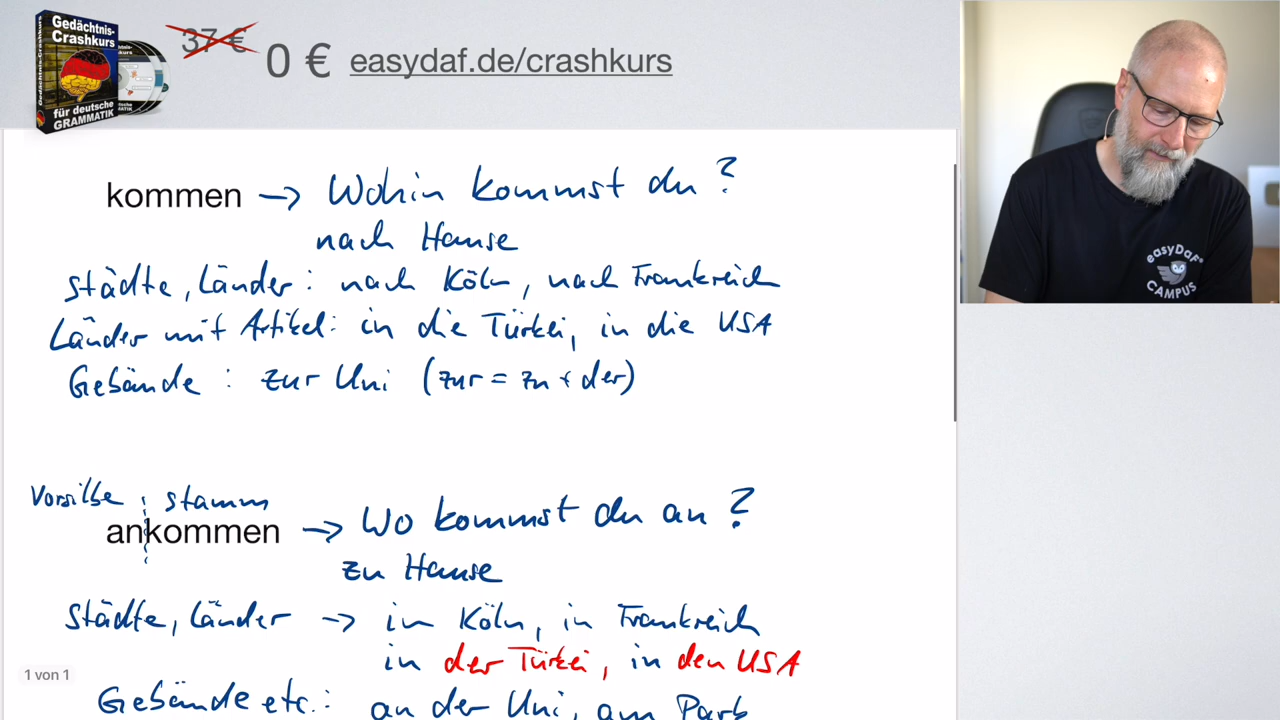 Gedächtnis-
Crashkurs
für deutsche
GRAMMATIK
37 €
0 € easydaf.de/crashkurs
kommen → Wohin kommst du?
nach Hause
Städte, Länder: nach Köln, nach Frankreich
Länder mit Artikel: in die Türkei, in die USA
Gebäude: zur Uni (zur = zu + der)
Vorsilbe ¦ Stamm
ankommen → Wo kommst du an?
zu Hause
Städte, Länder → in Köln, in Frankreich
in der Türkei, in den USA
1 von 1
Gebäude etc.: an der Uni, am Park
easyDaf®
CAMPUS